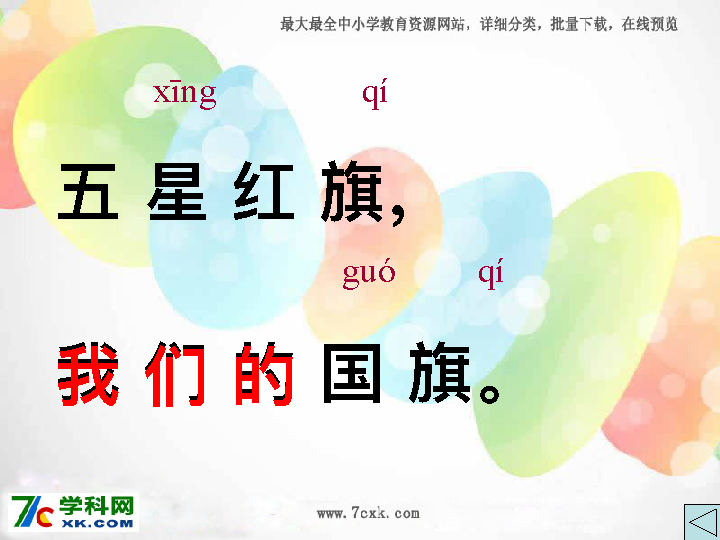 最大最全中小学教育资源网站，详细分类，批量下载，在线预览
xīng qí
五 星 红 旗，
guó qí
我 们 的 国 旗。
7C 学科网
XK.COM
www.7cxk.com